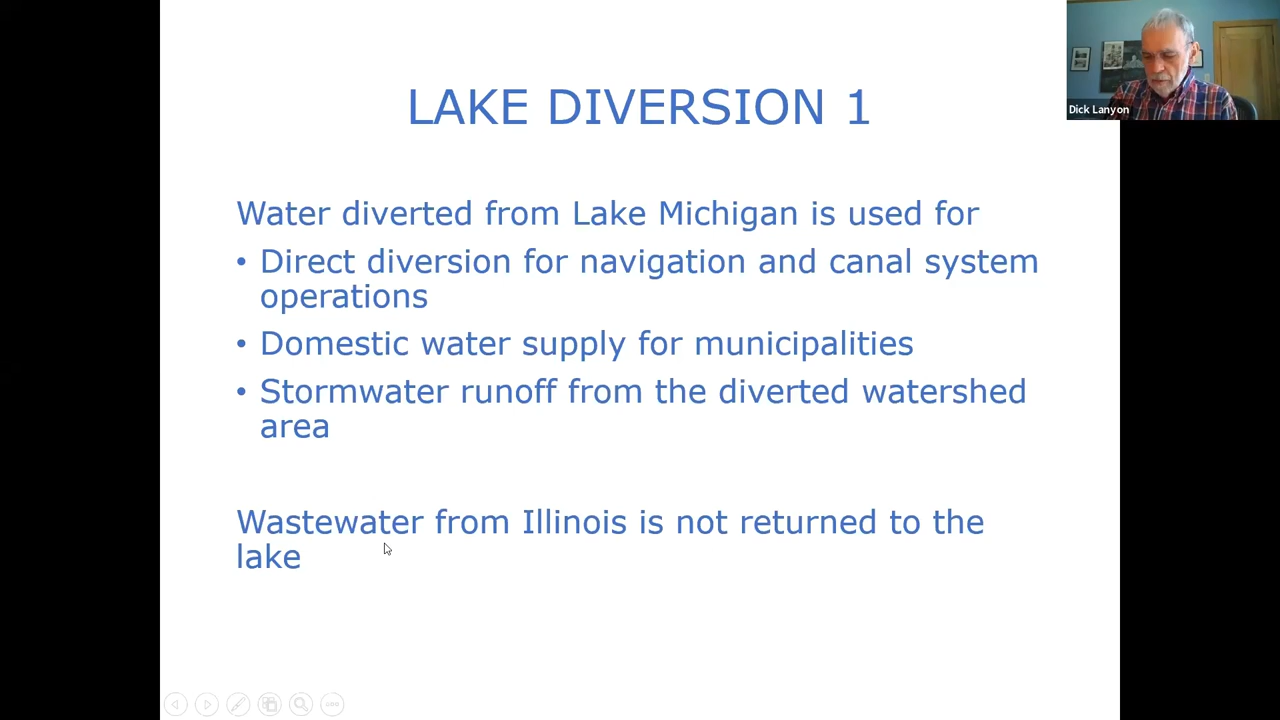 LAKE DIVERSION 1
Dick Lanyon
Water diverted from Lake Michigan is used for
• Direct diversion for navigation and canal system
operations
• Domestic water supply for municipalities
• Stormwater runoff from the diverted watershed
area
Wastewater from Illinois is not returned to the
lake